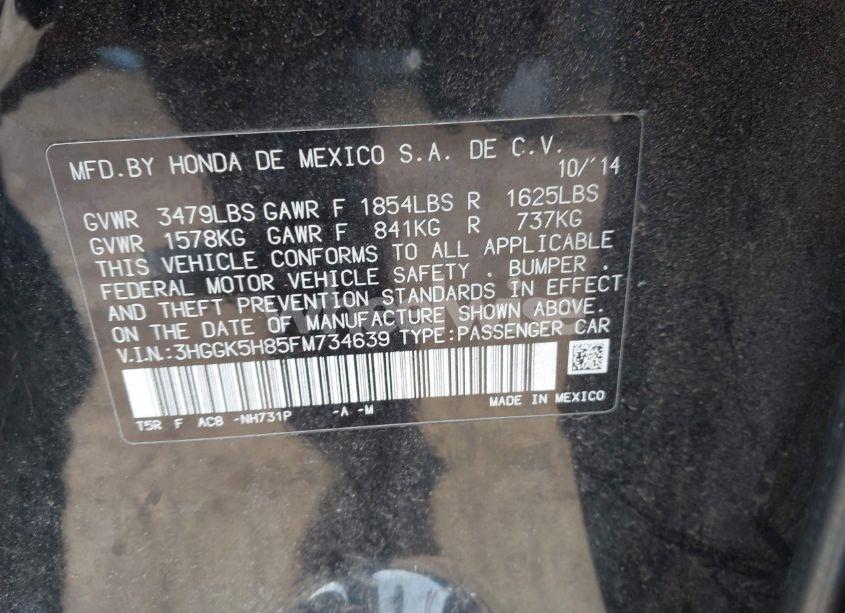 MFD.BY HONDA DE MEXICO S.A. DE C.V.
10/'14
GVWR 3479LBS GAWR F 1854LBS R 1625LBS
GVWR 1578KG GAWR F 841KG R 737KG
THIS VEHICLE CONFORMS TO ALL APPLICABLE
FEDERAL MOTOR VEHICLE SAFETY . BUMPER .
AND THEFT PREVENTION STANDARDS IN EFFECT
ON THE DATE OF MANUFACTURE SHOWN ABOVE.
V.I.N.:3HGGK5H85FM734639 TYPE:PASSENGER CAR
T5R F AC8 -NH731P -A -M MADE IN MEXICO